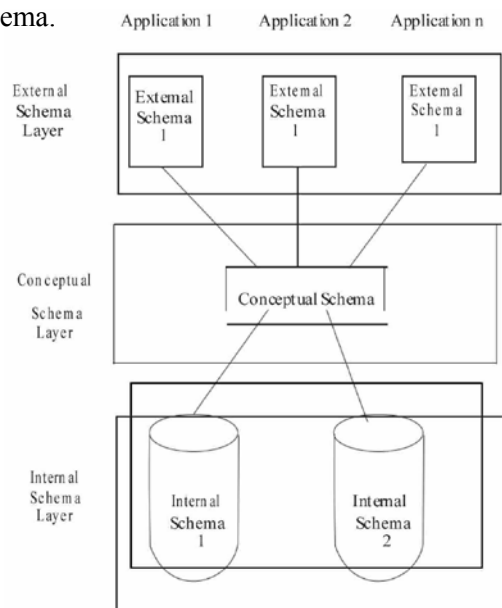 ema.
Application 1 Application 2 Application n
External
Schema
Layer
External
Schema
1
External
Schema
1
External
Schema
1
Conceptual
Schema
Layer
Conceptual Schema
Internal
Schema
Layer
Internal
Schema
1
Internal
Schema
2